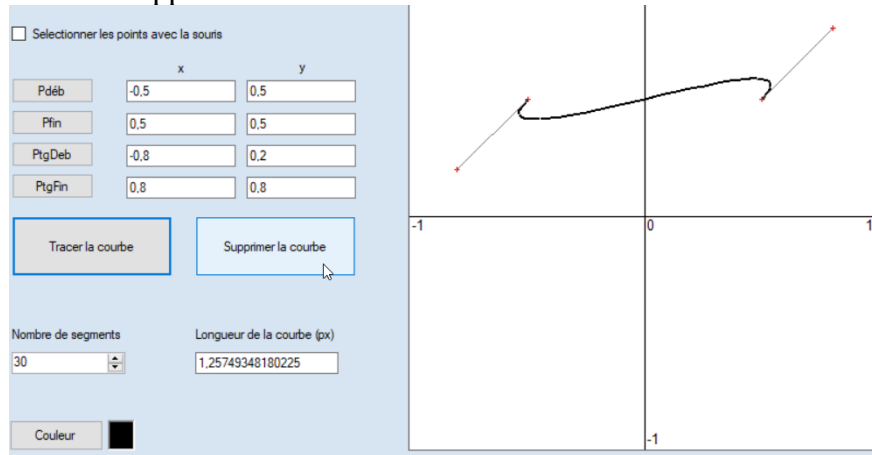 Selectionner les points avec la souris
x y
Pdéb -0,5 0,5
Pfin 0,5 0,5
PtgDeb -0,8 0,2
PtgFin 0,8 0,8
Tracer la courbe Supprimer la courbe
Nombre de segments Longueur de la courbe (px)
30 1,25749348180225
Couleur
-1 0 1
-1